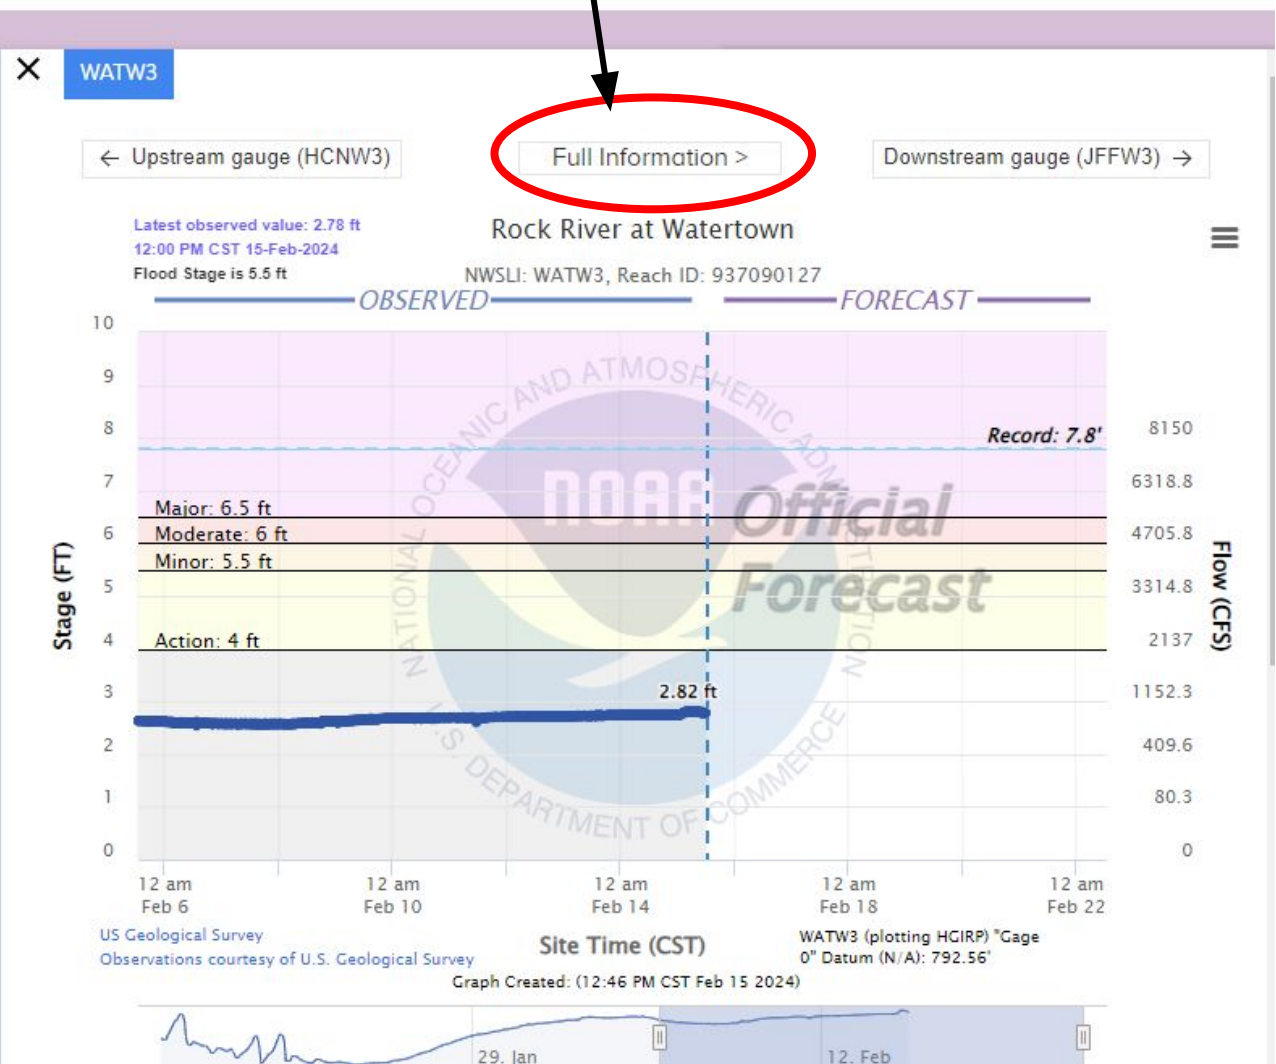 WATW3
← Upstream gauge (HCNW3)
Full Information >
Downstream gauge (JFFW3) →
Latest observed value: 2.78 ft
12:00 PM CST 15-Feb-2024
Flood Stage is 5.5 ft
Rock River at Watertown
NWSLI: WATW3, Reach ID: 937090127
OBSERVED
FORECAST
10
9
8
7
6
5
4
3
2
1
0
Stage (FT)
Record: 7.8'
Major: 6.5 ft
Moderate: 6 ft
Minor: 5.5 ft
Action: 4 ft
2.82 ft
Official
Forecast
NOAA
NATIONAL OCEANIC AND ATMOSPHERIC ADMINISTRATION
U.S. DEPARTMENT OF COMMERCE
8150
6318.8
4705.8
3314.8
2137
1152.3
409.6
80.3
0
Flow (CFS)
12 am
Feb 6
12 am
Feb 10
12 am
Feb 14
12 am
Feb 18
12 am
Feb 22
US Geological Survey
Observations courtesy of U.S. Geological Survey
Site Time (CST)
WATW3 (plotting HGIRP) "Gage
0" Datum (N/A): 792.56'
Graph Created: (12:46 PM CST Feb 15 2024)
29. Jan
12. Feb